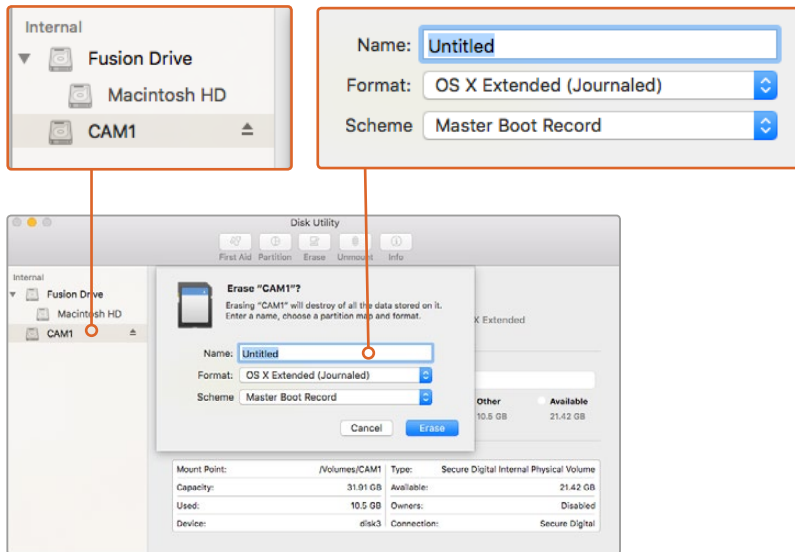 Internal
Fusion Drive
Macintosh HD
CAM1
Name: Untitled
Format: OS X Extended (Journaled)
Scheme Master Boot Record
Disk Utility
First Aid Partition Erase Unmount Info
Internal
Fusion Drive
Macintosh HD
CAM1
Erase “CAM1”?
Erasing “CAM1” will destroy of all the data stored on it.
Enter a name, choose a partition map and format.
X Extended
Name: Untitled
Format: OS X Extended (Journaled)
Scheme Master Boot Record
Cancel Erase
Other Available
10.5 GB 21.42 GB
Mount Point: /Volumes/CAM1 Type: Secure Digital Internal Physical Volume
Capacity: 31.91 GB Available: 21.42 GB
Used: 10.5 GB Owners: Disabled
Device: disk3 Connection: Secure Digital